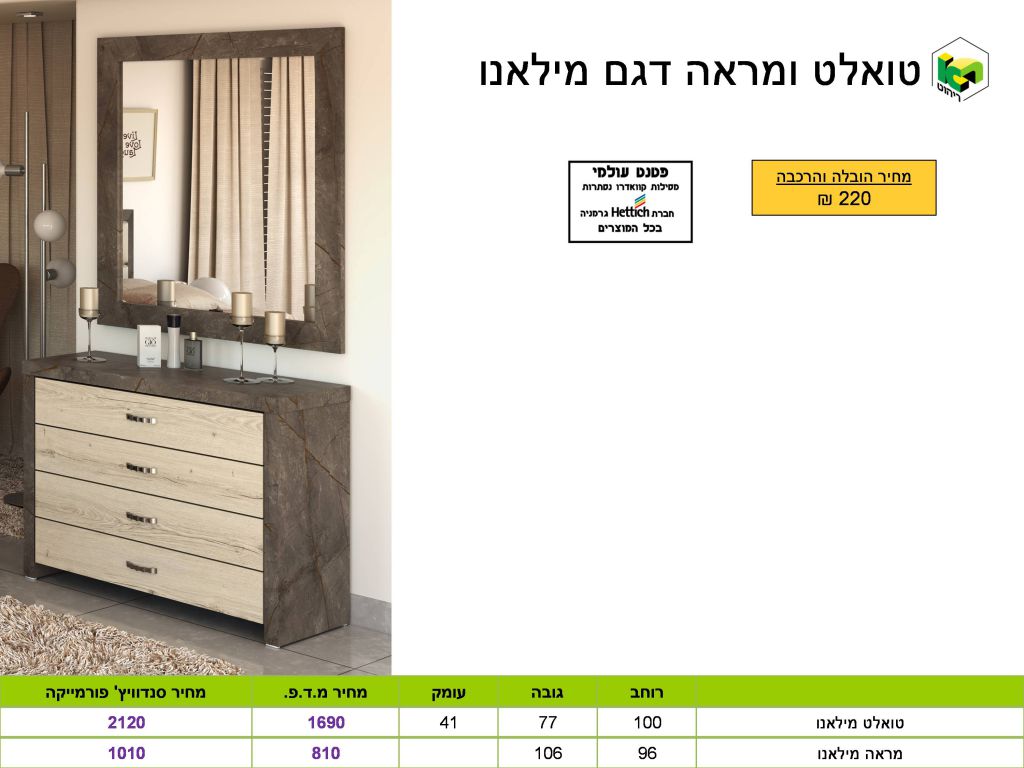 טואלט ומראה דגם מילאנו
ריהוט
מחיר הובלה והרכבה
220 ₪
פטנט עולמי
מסילות קוואדרו נסתרות
חברת Hettich גרמניה
בכל המוצרים
live
love
GIO
GIO
רוחב גובה עומק מחיר מ.ד.פ. מחיר סנדוויץ' פורמייקה
טואלט מילאנו 100 77 41 1690 2120
מראה מילאנו 96 106 810 1010